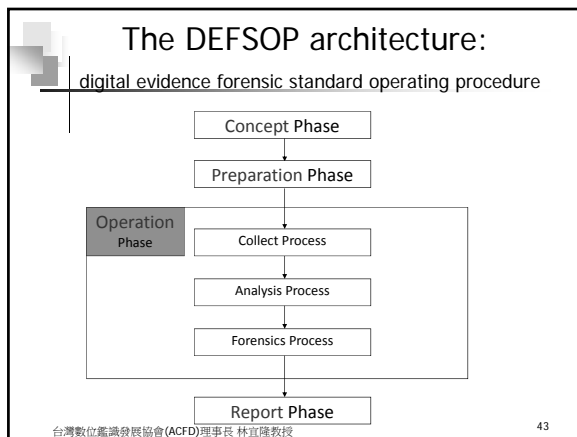 The DEFSOP architecture:
digital evidence forensic standard operating procedure
Concept Phase
Preparation Phase
Operation
Phase
Collect Process
Analysis Process
Forensics Process
Report Phase
台灣數位鑑識發展協會(ACFD)理事長 林宜隆教授
43